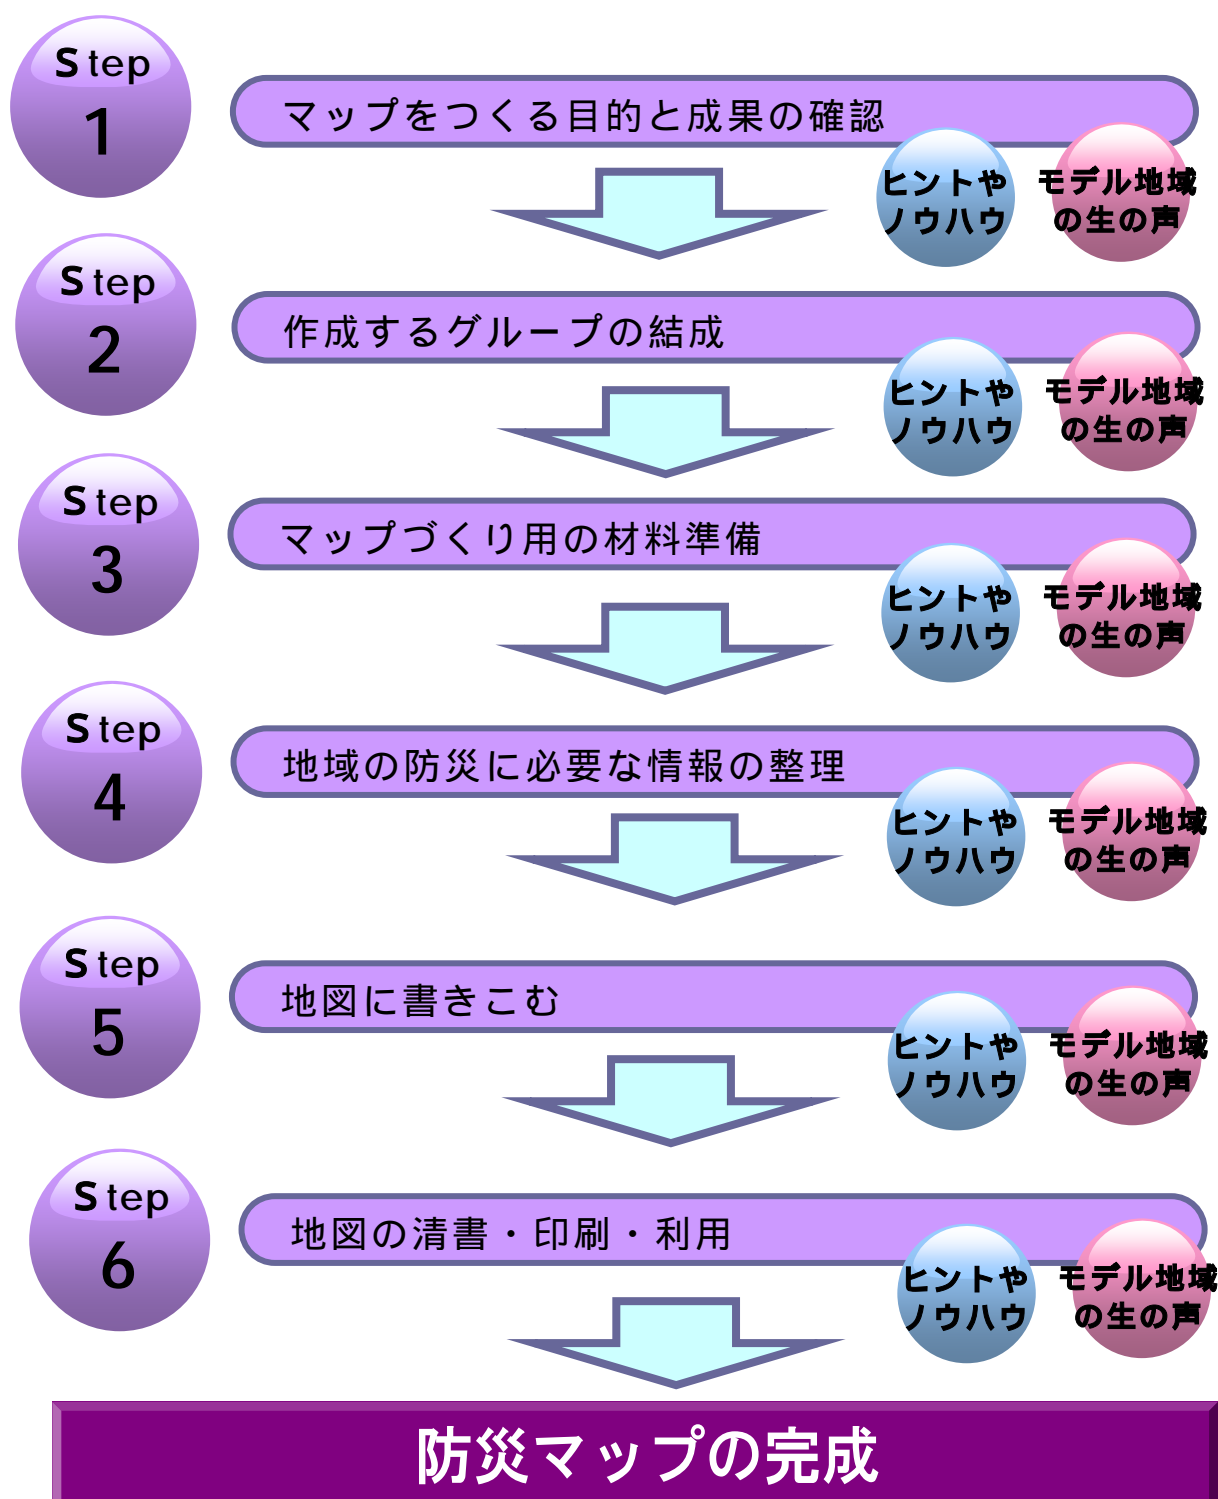 Step
1
マップをつくる目的と成果の確認
ヒントや
ノウハウ
モデル地域
の生の声
Step
2
作成するグループの結成
ヒントや
ノウハウ
モデル地域
の生の声
Step
3
マップづくり用の材料準備
ヒントや
ノウハウ
モデル地域
の生の声
Step
4
地域の防災に必要な情報の整理
ヒントや
ノウハウ
モデル地域
の生の声
Step
5
地図に書きこむ
ヒントや
ノウハウ
モデル地域
の生の声
Step
6
地図の清書・印刷・利用
ヒントや
ノウハウ
モデル地域
の生の声
防災マップの完成